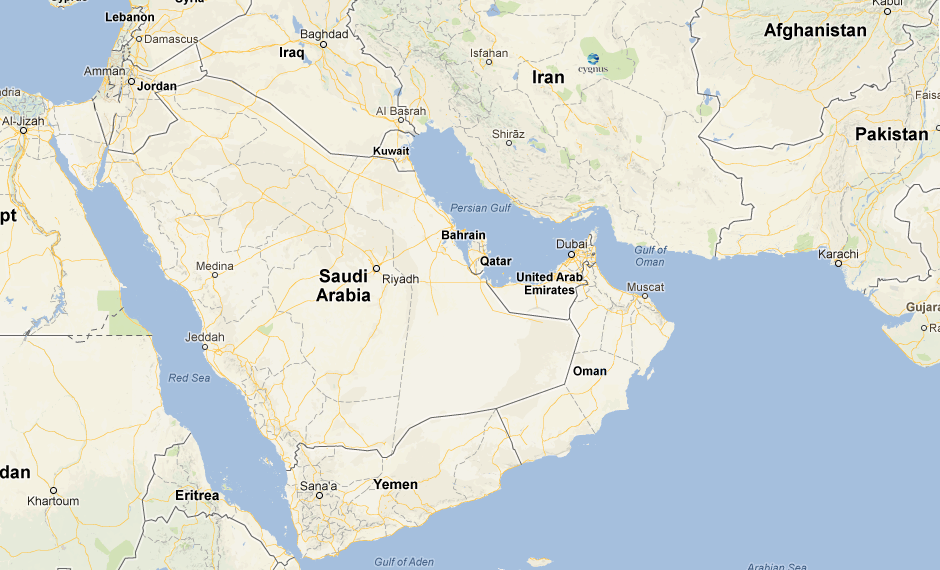 Cyprus
Syria
Kabul
Lebanon
Damascus
Baghdad
Afghanistan
Iraq
Isfahan
Iran
cygnus
Amman
Jordan
ndria
Al-Jizah
Al Basrah
Faisa
Shirāz
Pakistan
Kuwait
pt
Persian Gulf
Bahrain
Dubai
Gulf of
Oman
Karachi
Qatar
Medina
Saudi
Arabia
Riyadh
United Arab
Emirates
Muscat
Gujara
Ra
Jeddah
Red Sea
Oman
dan
Khartoum
Sana'a
Yemen
Eritrea
Gulf of Aden
Arabian Sea